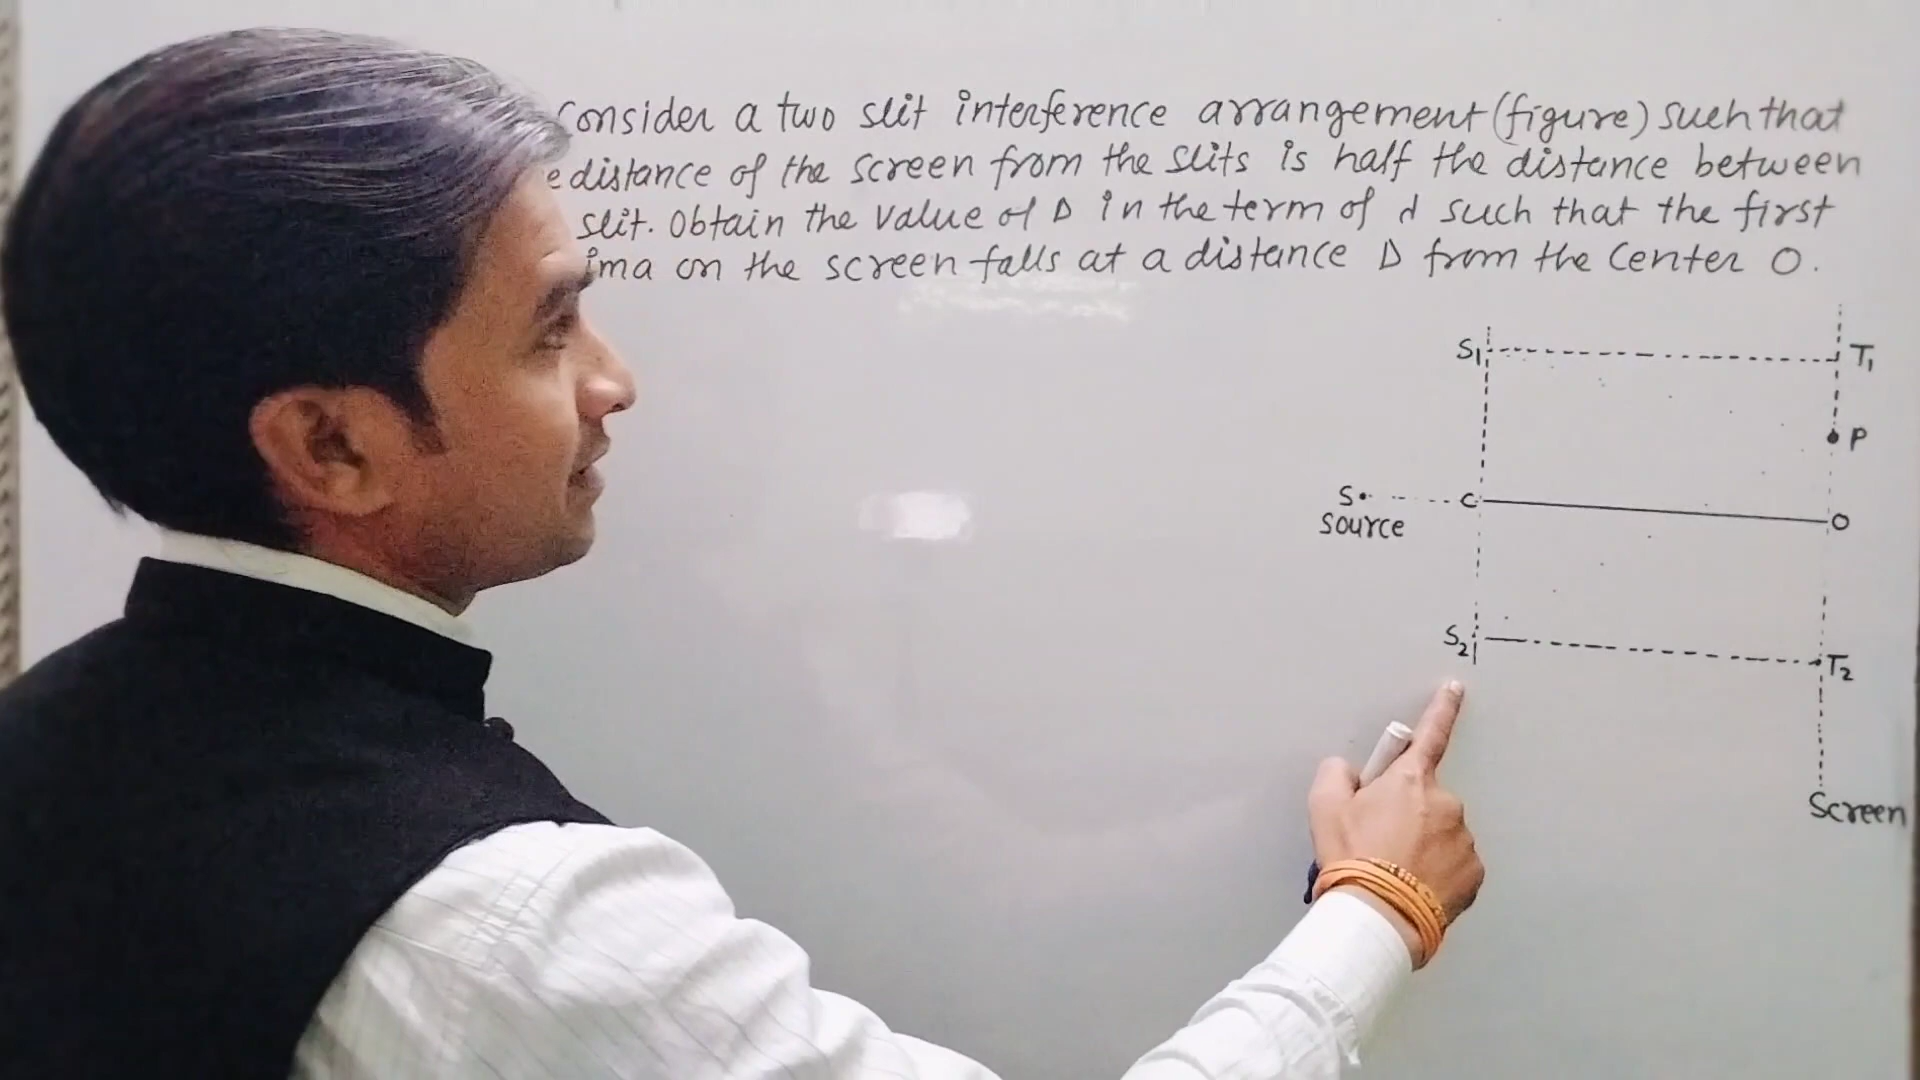 Consider a two slit interference arrangement (figure) such that
e distance of the screen from the slits is half the distance between
slit. Obtain the value of D in the term of d such that the first
ima on the screen falls at a distance D from the center O.
S1
T1
P
S
C
O
source
S2
T2
Screen